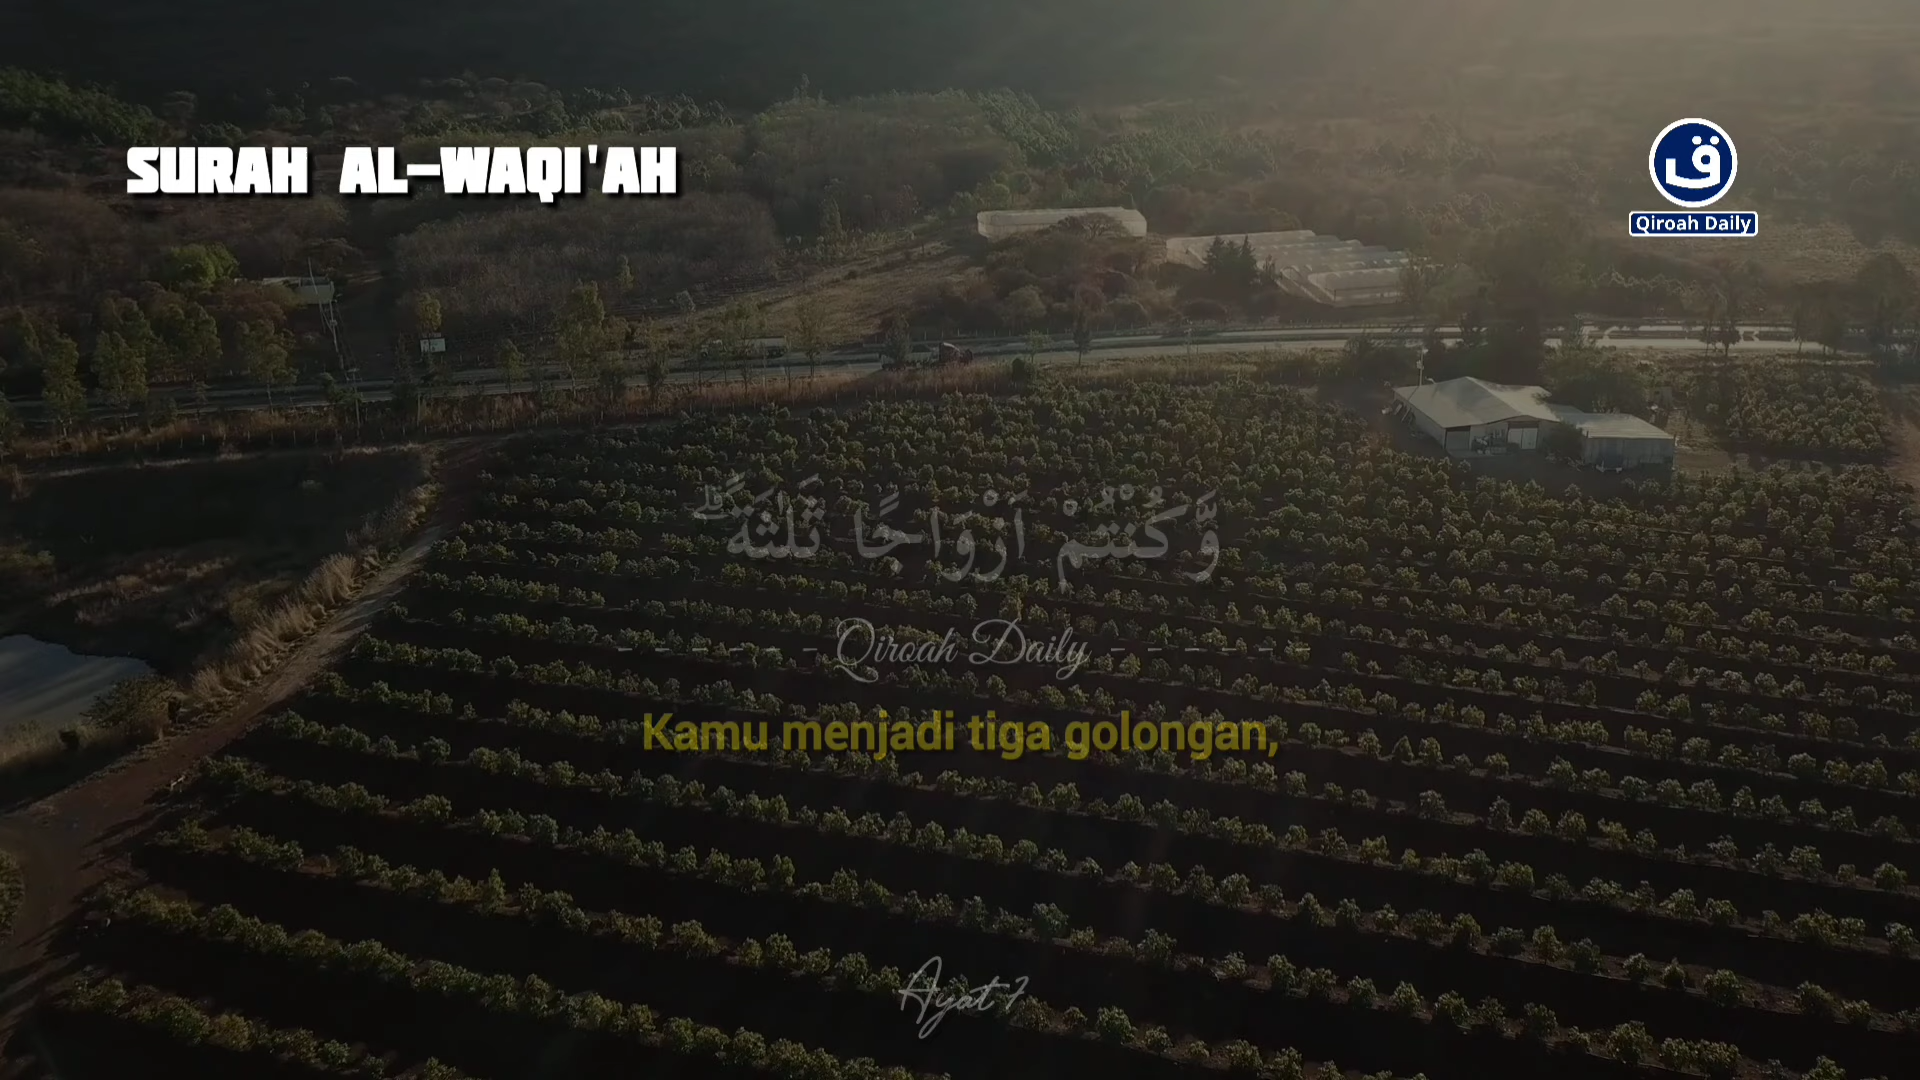 SURAH AL-WAQI'AH
ق
Qiroah Daily
وَّكُنْتُمْ اَزْوَاجًا ثَلٰثَةً ۗ
- - - - - - Qiroah Daily - - - - - -
Kamu menjadi tiga golongan,
Ayat 7